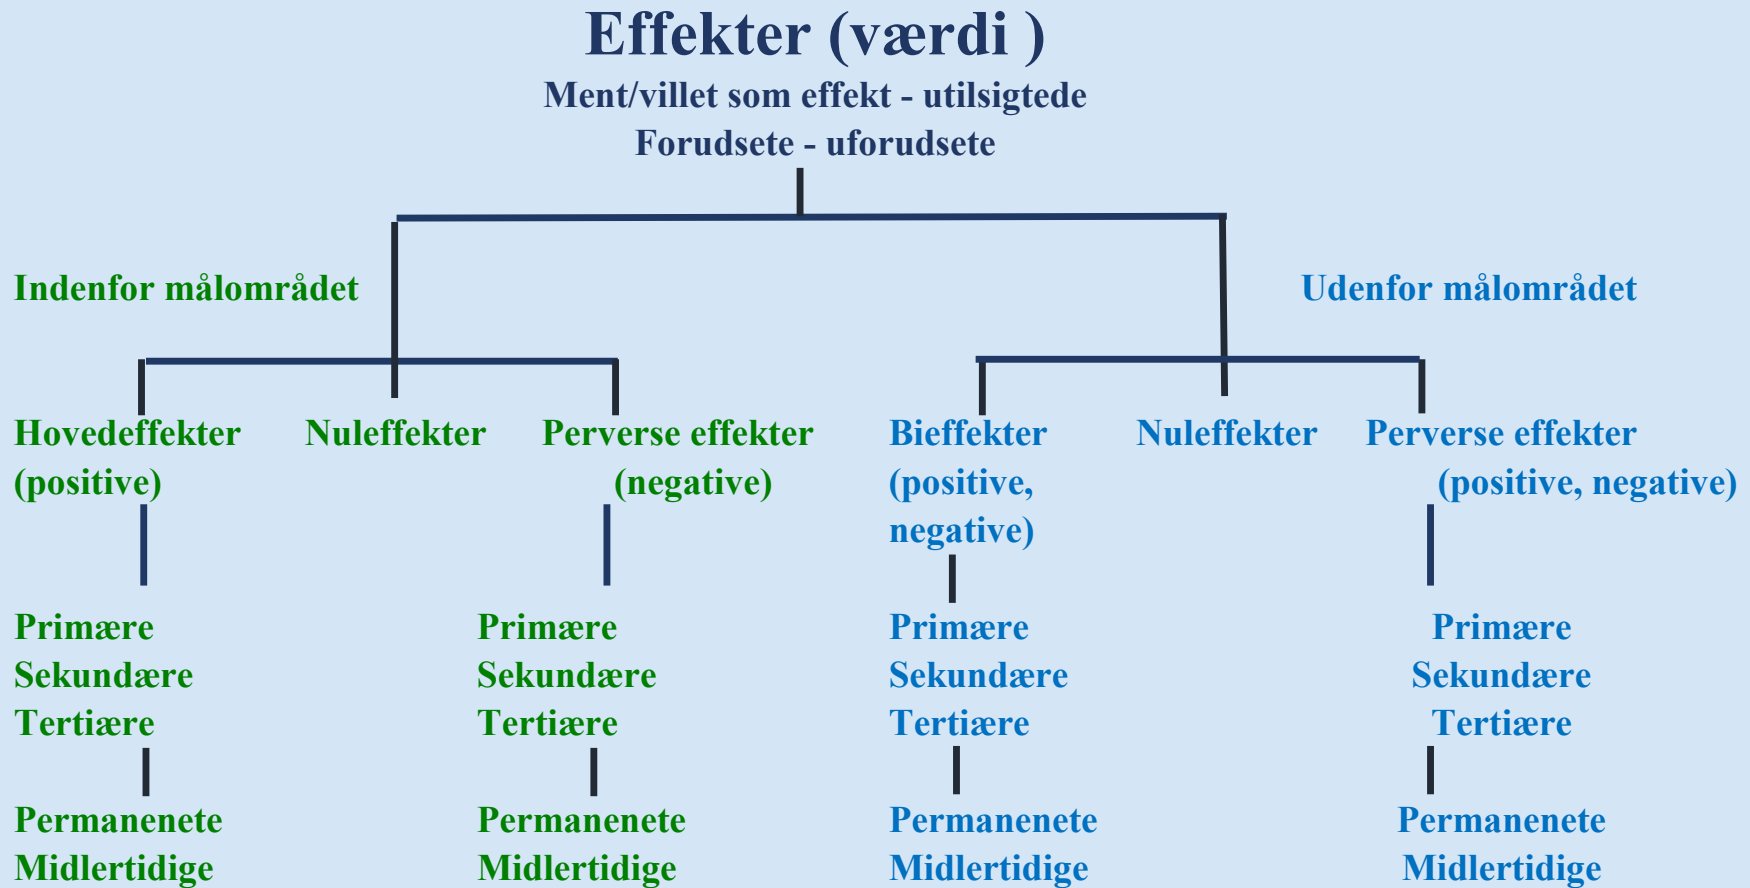 Effekter (værdi )
Ment/villet som effekt - utilsigtede
Forudsete - uforudsete
Indenfor målområdet
Udenfor målområdet
Hovedeffekter
(positive)
Nuleffekter
Perverse effekter
(negative)
Bieffekter
(positive,
negative)
Nuleffekter
Perverse effekter
(positive, negative)
Primære
Sekundære
Tertiære
Primære
Sekundære
Tertiære
Primære
Sekundære
Tertiære
Primære
Sekundære
Tertiære
Permanenete
Midlertidige
Permanenete
Midlertidige
Permanenete
Midlertidige
Permanenete
Midlertidige